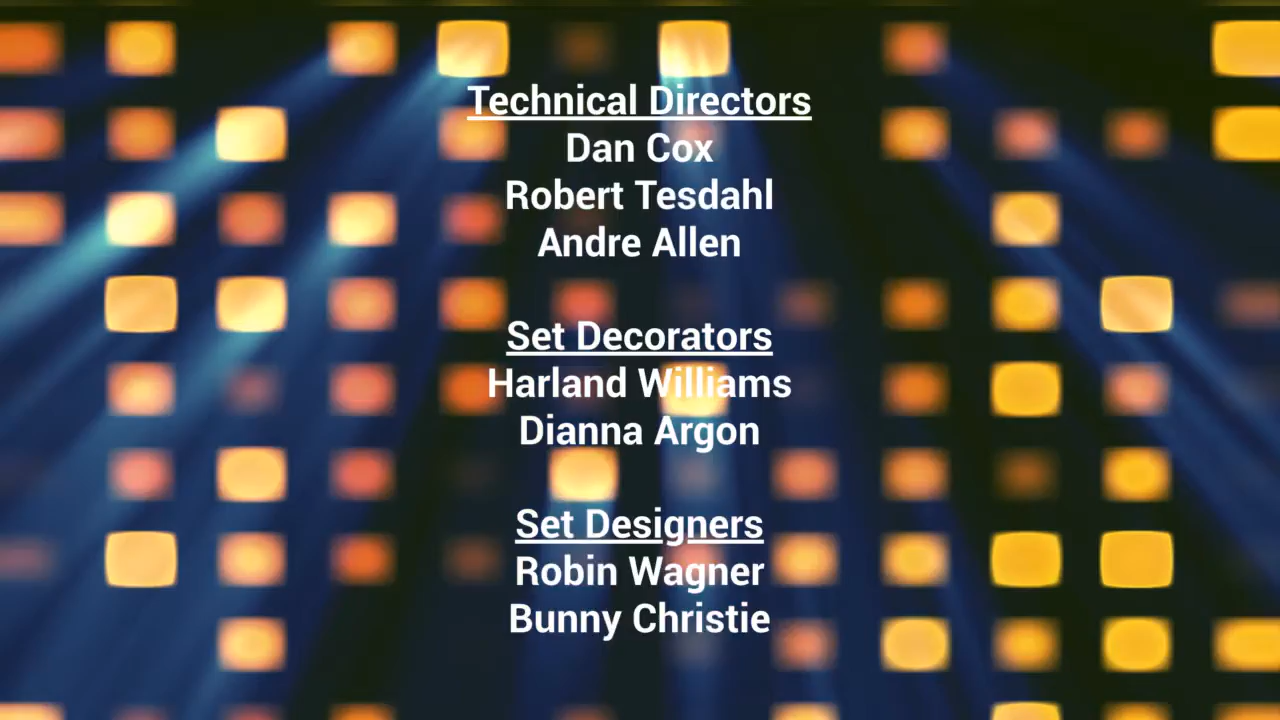 Technical Directors
Dan Cox
Robert Tesdahl
Andre Allen
Set Decorators
Harland Williams
Dianna Argon
Set Designers
Robin Wagner
Bunny Christie